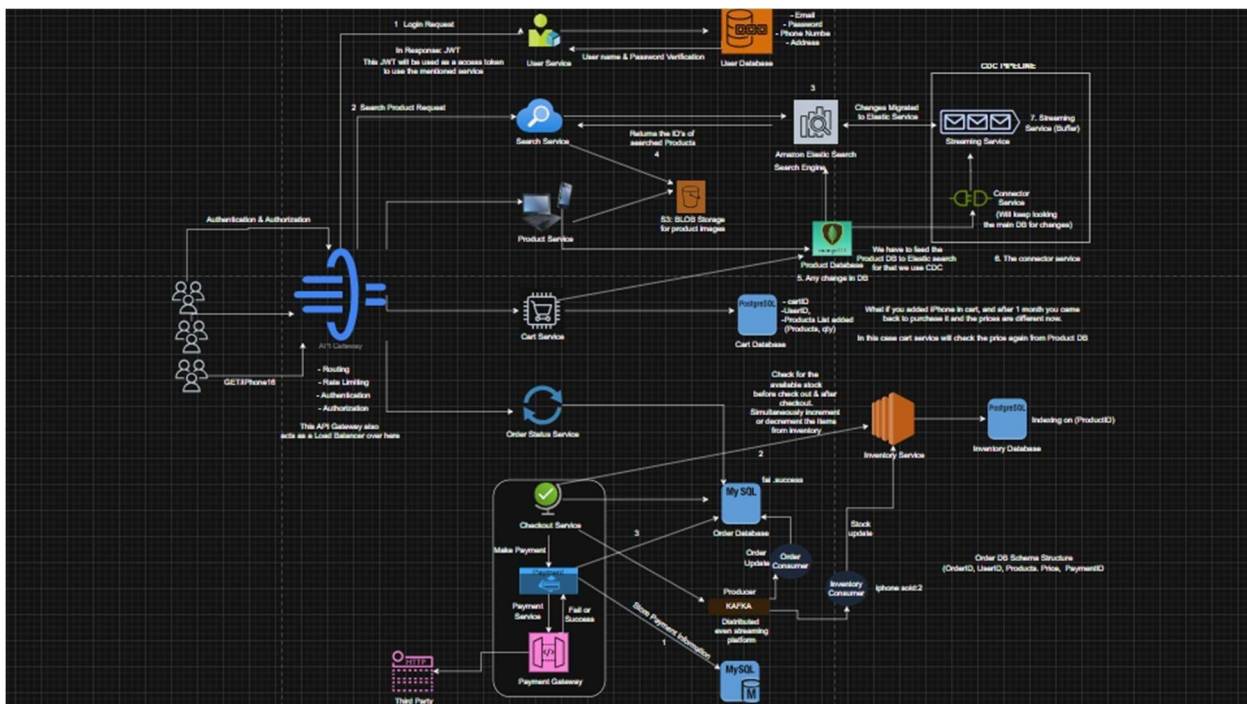 1 Login Request
In Response: JWT
This JWT will be used as a access token
to use the mentioned service
User Service
User name & Password Verification
User Database
- Email
- Password
- Phone Numbe
- Address
CDC PIPELINE
2 Search Product Request
Search Service
3
Returns the ID's of
searched Products
4
Amazon Elastic Search
Search Engine
Changes Migrated
to Elastic Service
7. Streaming
Service (Buffer)
Streaming Service
Connector
Service
(Will keep looking
the main DB for changes)
6. The connector service
S3: BLOB Storage
for product images
Product Service
Product Database
5. Any change in DB
We have to feed the
Product DB to Elastic search
for that we use CDC
Authentication & Authorization
API Gateway
- Routing
- Rate Limiting
- Authentication
- Authorization
This API Gateway also
acts as a Load Balancer over here
GET/iPhone16
Cart Service
PostgreSQL
- cartID
-UserID,
-Products List added
(Products, qty)
Cart Database
What if you added iPhone in cart, and after 1 month you came
back to purchase it and the prices are different now.
In this case cart service will check the price again from Product DB
Check for the
available stock
before check out & after
checkout.
Simultaneously increment
or decrement the items
from inventory
Order Status Service
2
Inventory Service
PostgreSQL
Indexing on (ProductID)
Inventory Database
Checkout Service
My SQL
fai .success
Order Database
3
Make Payment
Payment
Service
Fail or
Success
Payment Gateway
HTTP
Third Party
Store Payment Information
1
MySQL
M
Order
Update
Order
Consumer
Producer
KAFKA
Distributed
even streaming
platform
Stock
update
Inventory
Consumer
iphone sold:2
Order DB Schema Structure
(OrderID, UserID, Products. Price, PaymentID